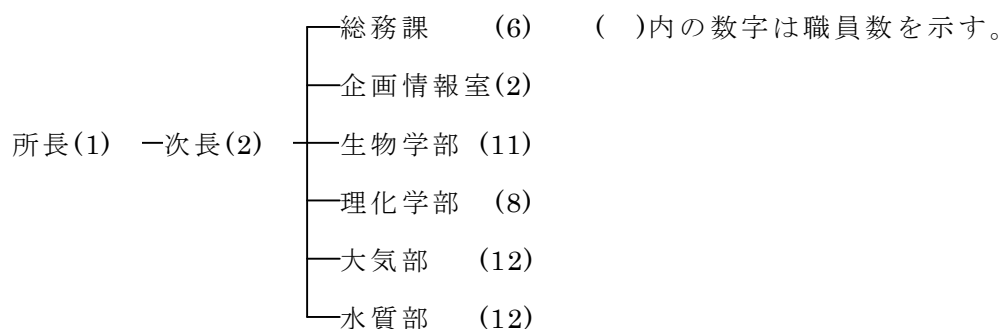 総務課 (6) ( )内の数字は職員数を示す。
企画情報室(2)
所長(1) 次長(2) 生物学部 (11)
理化学部 (8)
大気部 (12)
水質部 (12)